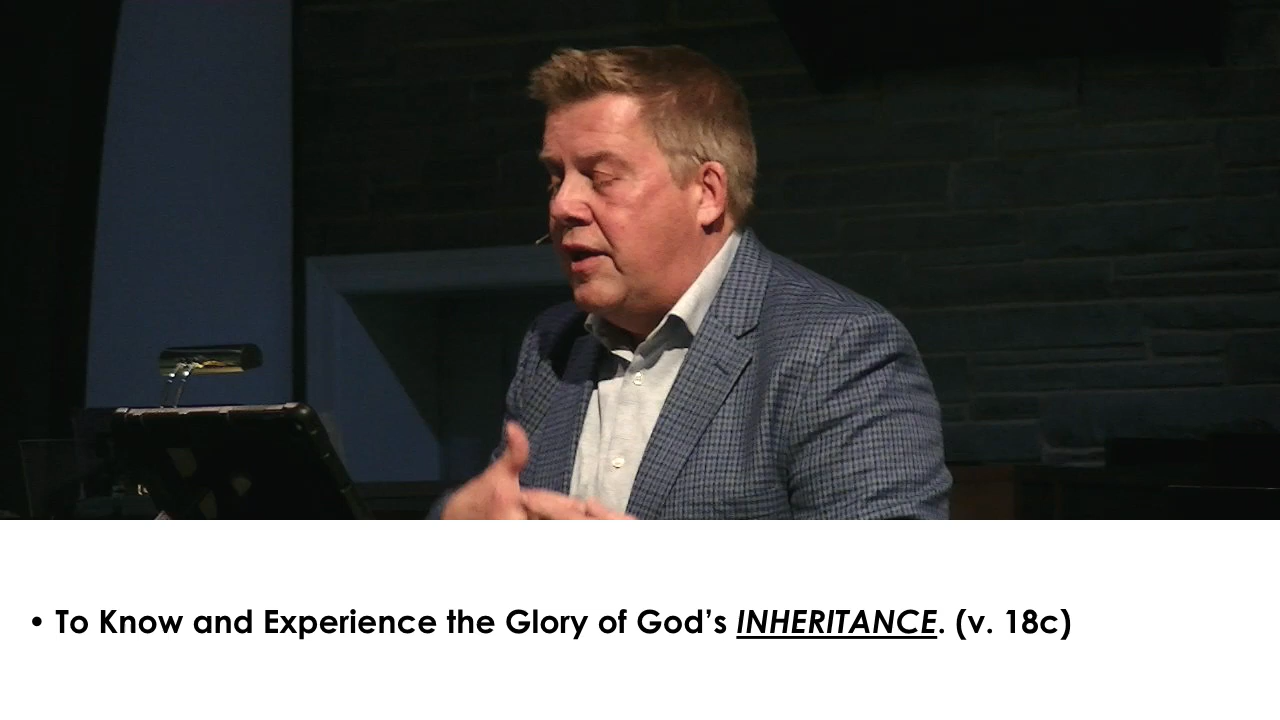 • To Know and Experience the Glory of God’s INHERITANCE. (v. 18c)